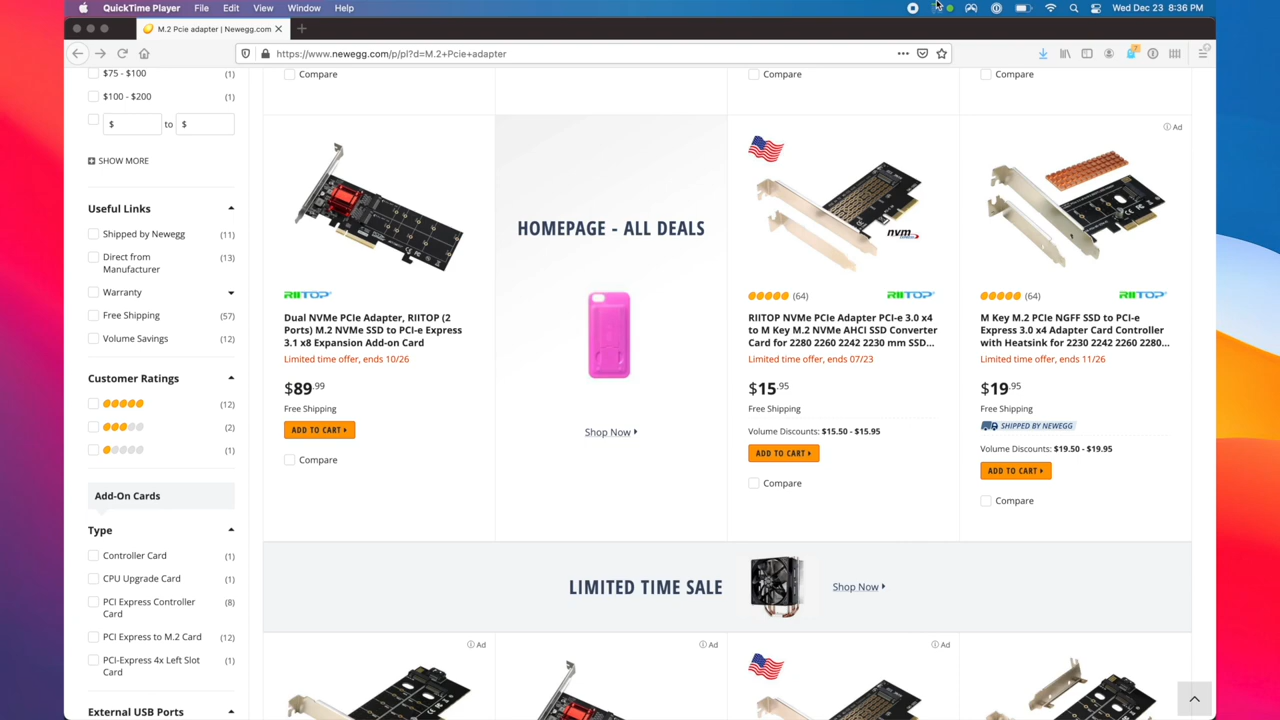 QuickTime Player File Edit View Window Help
Wed Dec 23 8:36 PM
M.2 Pcie adapter | Newegg.com
https://www.newegg.com/p/pl?d=M.2+Pcie+adapter
$75 - $100 (1)
$100 - $200 (1)
$ to $
SHOW MORE
Useful Links
Shipped by Newegg (11)
Direct from (13)
Manufacturer
Warranty
Free Shipping (57)
Volume Savings (12)
Customer Ratings
(12)
(2)
(1)
Add-On Cards
Type
Controller Card (1)
CPU Upgrade Card (1)
PCI Express Controller (8)
Card
PCI Express to M.2 Card (12)
PCI-Express 4x Left Slot (1)
Card
External USB Ports
Compare
Compare
Compare
RIITOP
Dual NVMe PCIe Adapter, RIITOP (2
Ports) M.2 NVMe SSD to PCI-e Express
3.1 x8 Expansion Add-on Card
Limited time offer, ends 10/26
$89.99
Free Shipping
ADD TO CART
Compare
HOMEPAGE - ALL DEALS
Shop Now
nvm
(64) RIITOP
RIITOP NVMe PCIe Adapter PCI-e 3.0 x4
to M Key M.2 NVMe AHCI SSD Converter
Card for 2280 2260 2242 2230 mm SSD...
Limited time offer, ends 07/23
$15.95
Free Shipping
Volume Discounts: $15.50 - $15.95
ADD TO CART
Compare
Ad
(64) RIITOP
M Key M.2 PCIe NGFF SSD to PCI-e
Express 3.0 x4 Adapter Card Controller
with Heatsink for 2230 2242 2260 2280...
Limited time offer, ends 11/26
$19.95
Free Shipping
SHIPPED BY NEWEGG
Volume Discounts: $19.50 - $19.95
ADD TO CART
Compare
LIMITED TIME SALE
Shop Now
Ad
Ad
Ad